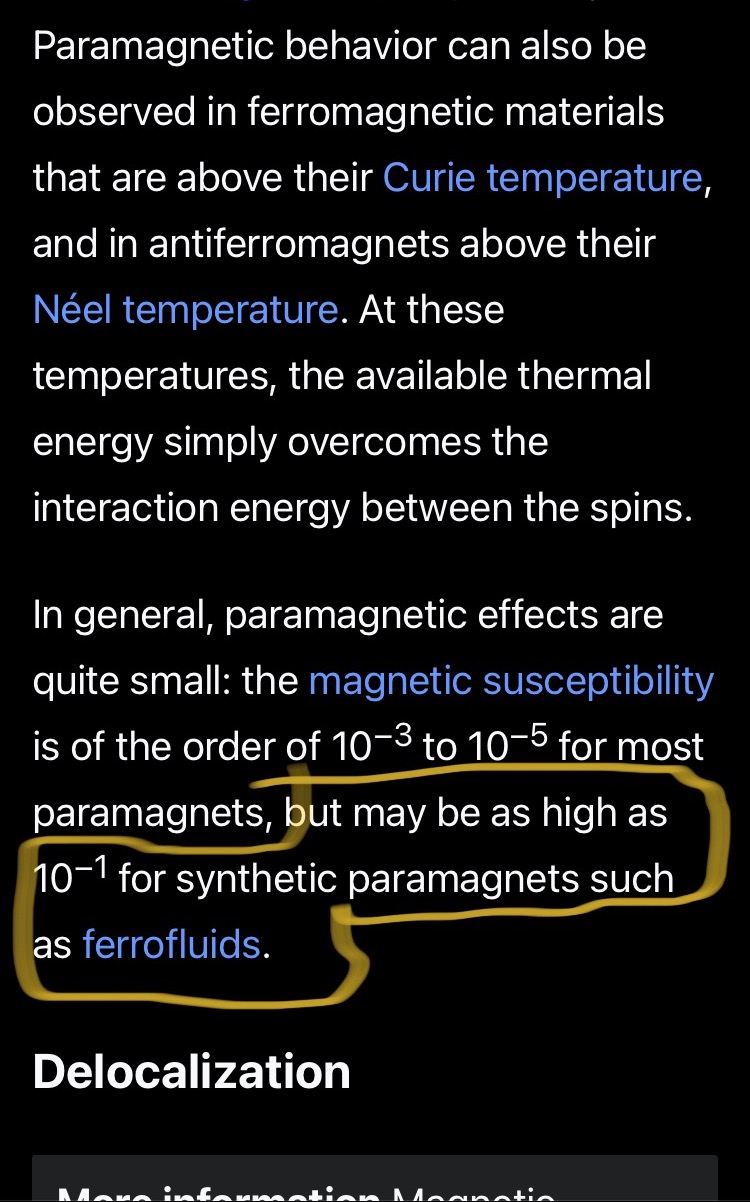 Paramagnetic behavior can also be
observed in ferromagnetic materials
that are above their Curie temperature,
and in antiferromagnets above their
Néel temperature. At these
temperatures, the available thermal
energy simply overcomes the
interaction energy between the spins.
In general, paramagnetic effects are
quite small: the magnetic susceptibility
is of the order of 10⁻³ to 10⁻⁵ for most
paramagnets, but may be as high as
10⁻¹ for synthetic paramagnets such
as ferrofluids.
Delocalization
More information Magnetic